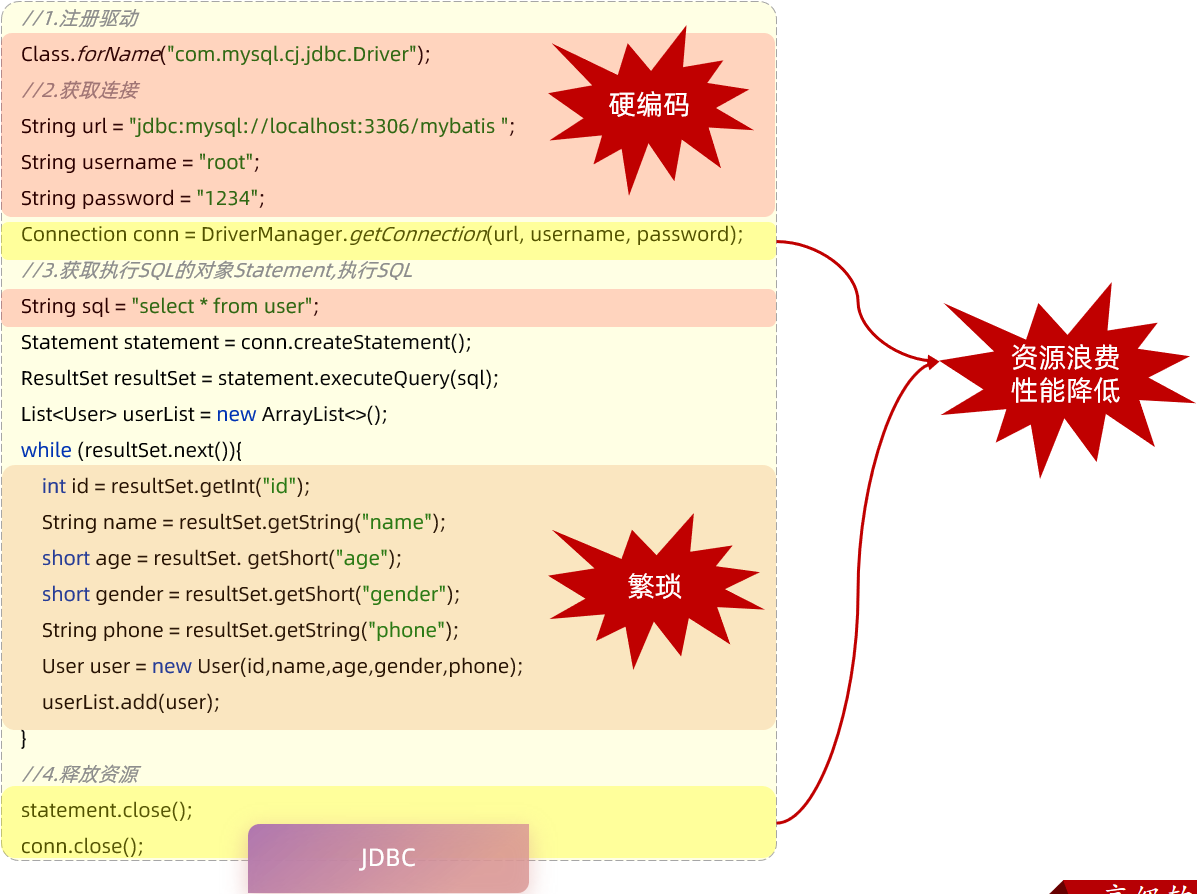 //1.注册驱动
Class.forName("com.mysql.cj.jdbc.Driver");
//2.获取连接
String url = "jdbc:mysql://localhost:3306/mybatis ";
String username = "root";
String password = "1234";
硬编码
Connection conn = DriverManager.getConnection(url, username, password);
//3.获取执行SQL的对象Statement,执行SQL
String sql = "select * from user";
Statement statement = conn.createStatement();
ResultSet resultSet = statement.executeQuery(sql);
List<User> userList = new ArrayList<>();
while (resultSet.next()){
int id = resultSet.getInt("id");
String name = resultSet.getString("name");
short age = resultSet. getShort("age");
short gender = resultSet.getShort("gender");
String phone = resultSet.getString("phone");
User user = new User(id,name,age,gender,phone);
userList.add(user);
繁琐
}
//4.释放资源
statement.close();
conn.close();
资源浪费
性能降低
JDBC